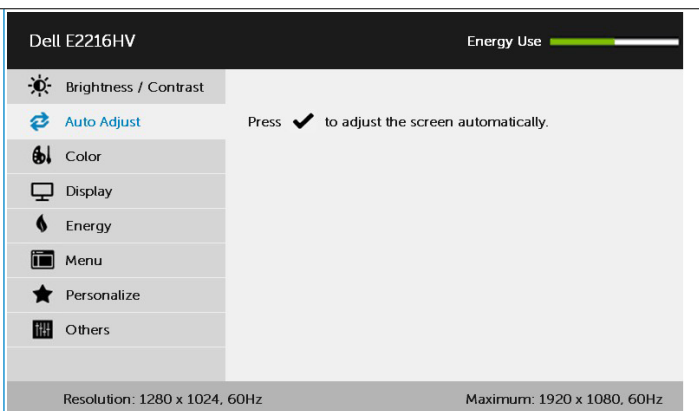 Dell E2216HV
Energy Use
Brightness / Contrast
Auto Adjust
Press ✔ to adjust the screen automatically.
Color
Display
Energy
Menu
Personalize
Others
Resolution: 1280 x 1024, 60Hz
Maximum: 1920 x 1080, 60Hz